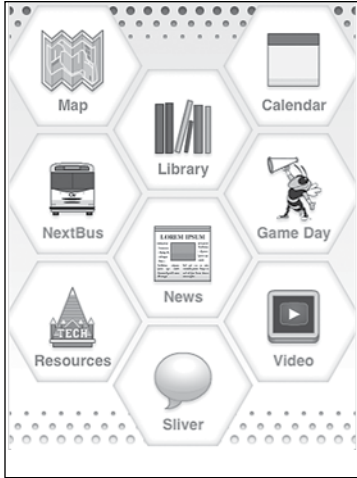 Map
Calendar
Library
NextBus
Game Day
LOREM IPSUM
News
TECH
Resources
Video
Sliver